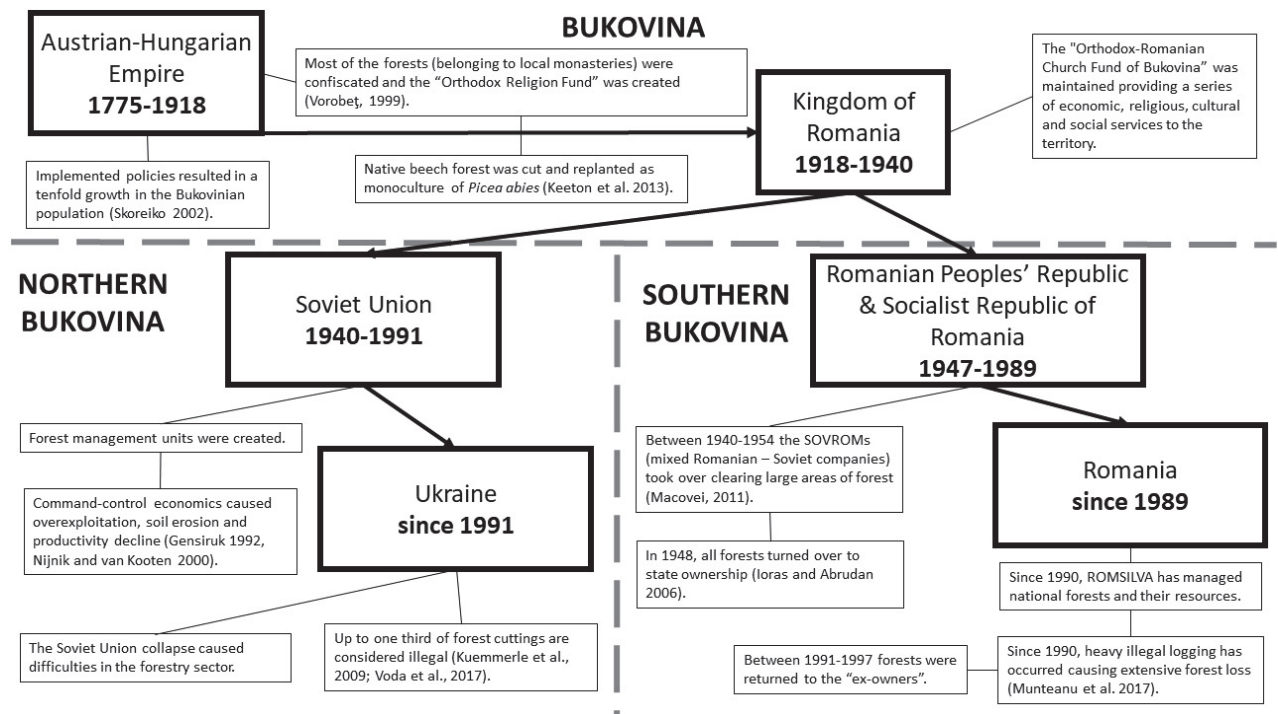 BUKOVINA
Austrian-Hungarian
Empire
1775-1918
Most of the forests (belonging to local monasteries) were
confiscated and the “Orthodox Religion Fund” was created
(Vorobeţ, 1999).
Kingdom of
Romania
1918-1940
The "Orthodox-Romanian
Church Fund of Bukovina” was
maintained providing a series
of economic, religious, cultural
and social services to the
territory.
Implemented policies resulted in a
tenfold growth in the Bukovinian
population (Skoreiko 2002).
Native beech forest was cut and replanted as
monoculture of Picea abies (Keeton et al. 2013).
NORTHERN
BUKOVINA
Soviet Union
1940-1991
Forest management units were created.
Command-control economics caused
overexploitation, soil erosion and
productivity decline (Gensiruk 1992,
Nijnik and van Kooten 2000).
Ukraine
since 1991
The Soviet Union collapse caused
difficulties in the forestry sector.
Up to one third of forest cuttings are
considered illegal (Kuemmerle et al.,
2009; Voda et al., 2017).
SOUTHERN
BUKOVINA
Romanian Peoples’ Republic
& Socialist Republic of
Romania
1947-1989
Between 1940-1954 the SOVROMs
(mixed Romanian – Soviet companies)
took over clearing large areas of forest
(Macovei, 2011).
In 1948, all forests turned over to
state ownership (Ioras and Abrudan
2006).
Romania
since 1989
Since 1990, ROMSILVA has managed
national forests and their resources.
Since 1990, heavy illegal logging has
occurred causing extensive forest loss
(Munteanu et al. 2017).
Between 1991-1997 forests were
returned to the “ex-owners”.